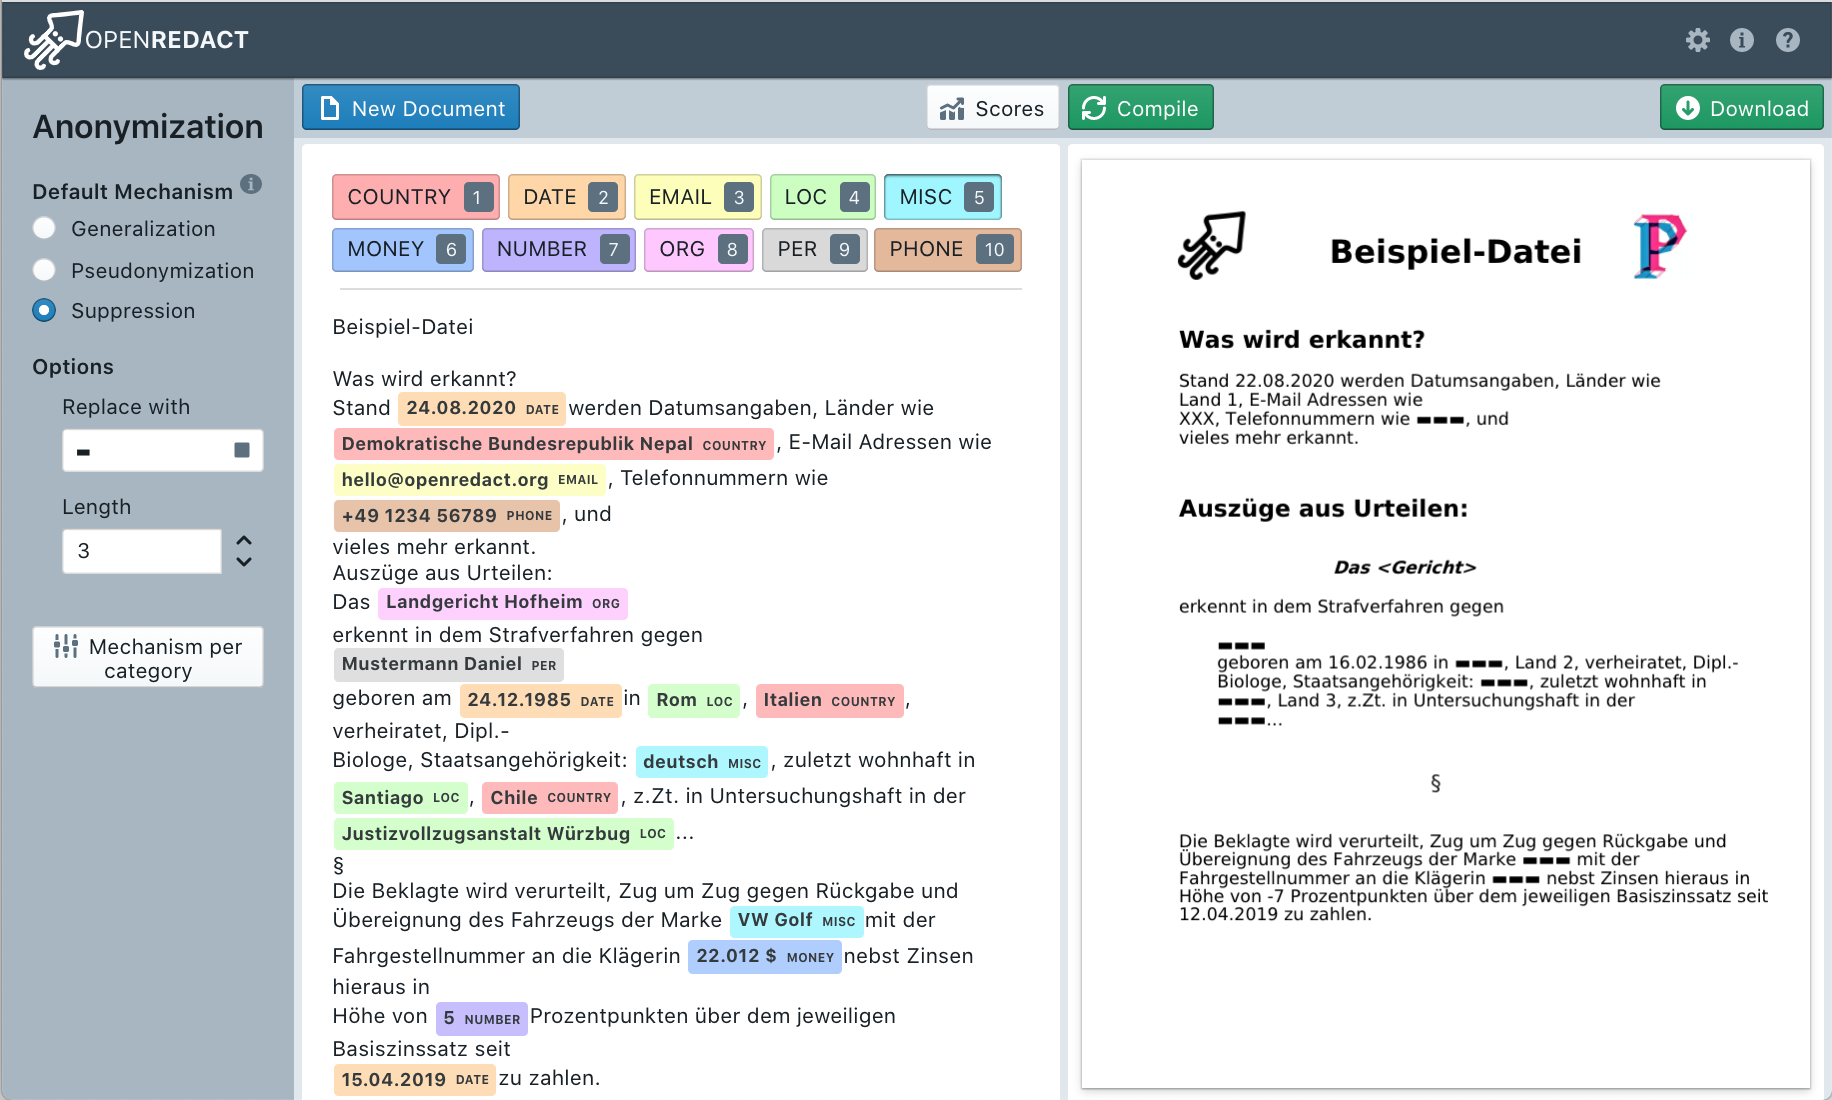 OPENREDACT
Anonymization
Default Mechanism
Generalization
Pseudonymization
Suppression
Options
Replace with
▬
Length
3
Mechanism per
category
New Document
Scores
Compile
Download
COUNTRY 1 DATE 2 EMAIL 3 LOC 4 MISC 5
MONEY 6 NUMBER 7 ORG 8 PER 9 PHONE 10
Beispiel-Datei
Was wird erkannt?
Stand 24.08.2020 DATE werden Datumsangaben, Länder wie
Demokratische Bundesrepublik Nepal COUNTRY , E-Mail Adressen wie
hello@openredact.org EMAIL , Telefonnummern wie
+49 1234 56789 PHONE , und
vieles mehr erkannt.
Auszüge aus Urteilen:
Das Landgericht Hofheim ORG
erkennt in dem Strafverfahren gegen
Mustermann Daniel PER
geboren am 24.12.1985 DATE in Rom LOC , Italien COUNTRY ,
verheiratet, Dipl.-
Biologe, Staatsangehörigkeit: deutsch MISC , zuletzt wohnhaft in
Santiago LOC , Chile COUNTRY , z.Zt. in Untersuchungshaft in der
Justizvollzugsanstalt Würzbug LOC ...
§
Die Beklagte wird verurteilt, Zug um Zug gegen Rückgabe und
Übereignung des Fahrzeugs der Marke VW Golf MISC mit der
Fahrgestellnummer an die Klägerin 22.012 $ MONEY nebst Zinsen
hieraus in
Höhe von 5 NUMBER Prozentpunkten über dem jeweiligen
Basiszinssatz seit
15.04.2019 DATE zu zahlen.
Beispiel-Datei
P
Was wird erkannt?
Stand 22.08.2020 werden Datumsangaben, Länder wie
Land 1, E-Mail Adressen wie
XXX, Telefonnummern wie ▬▬▬, und
vieles mehr erkannt.
Auszüge aus Urteilen:
Das <Gericht>
erkennt in dem Strafverfahren gegen
▬▬▬
geboren am 16.02.1986 in ▬▬▬, Land 2, verheiratet, Dipl.-
Biologe, Staatsangehörigkeit: ▬▬▬, zuletzt wohnhaft in
▬▬▬, Land 3, z.Zt. in Untersuchungshaft in der
▬▬▬...
§
Die Beklagte wird verurteilt, Zug um Zug gegen Rückgabe und
Übereignung des Fahrzeugs der Marke ▬▬▬ mit der
Fahrgestellnummer an die Klägerin ▬▬▬ nebst Zinsen hieraus in
Höhe von -7 Prozentpunkten über dem jeweiligen Basiszinssatz seit
12.04.2019 zu zahlen.